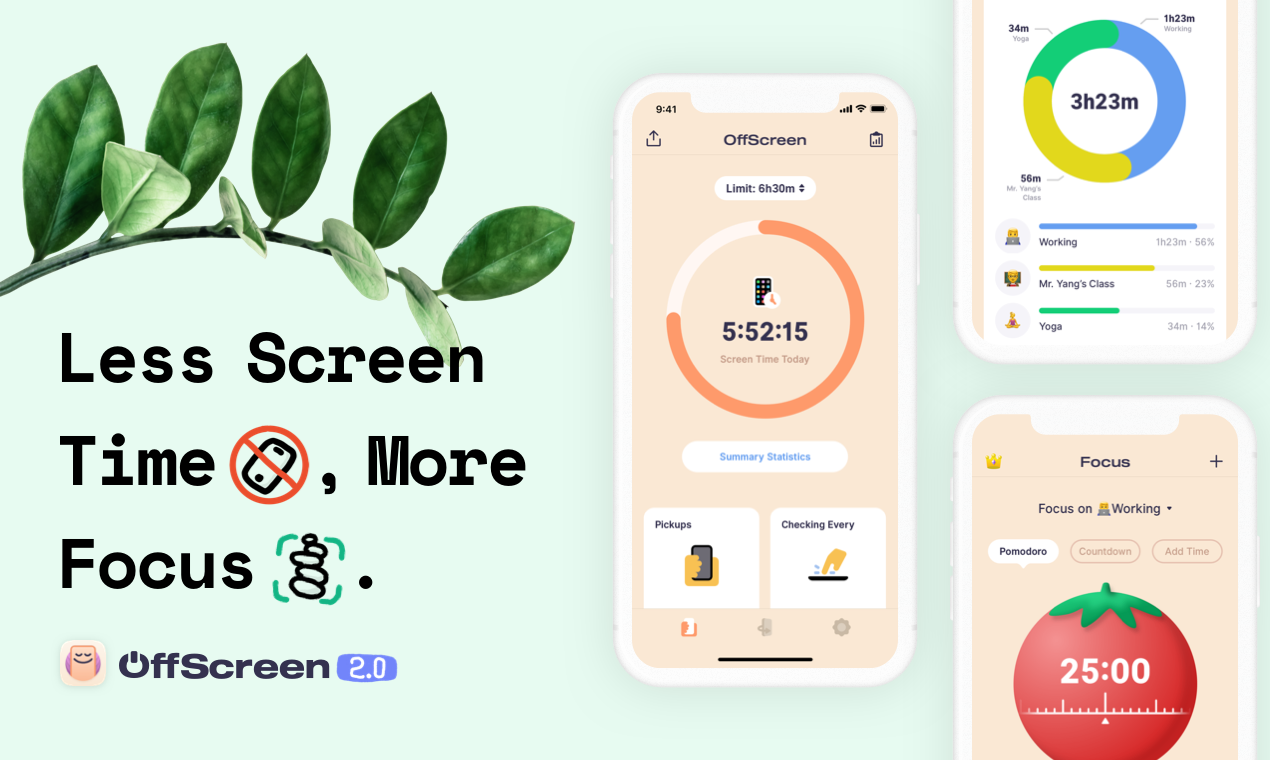 Less Screen
Time , More
Focus .
OffScreen 2.0
9:41
OffScreen
Limit: 6h30m
5:52:15
Screen Time Today
Summary Statistics
Pickups
Checking Every
34m
Yoga
1h23m
Working
3h23m
56m
Mr. Yang's
Class
Working 1h23m · 56%
Mr. Yang's Class 56m · 23%
Yoga 34m · 14%
Focus
Focus on Working
Pomodoro Countdown Add Time
25:00